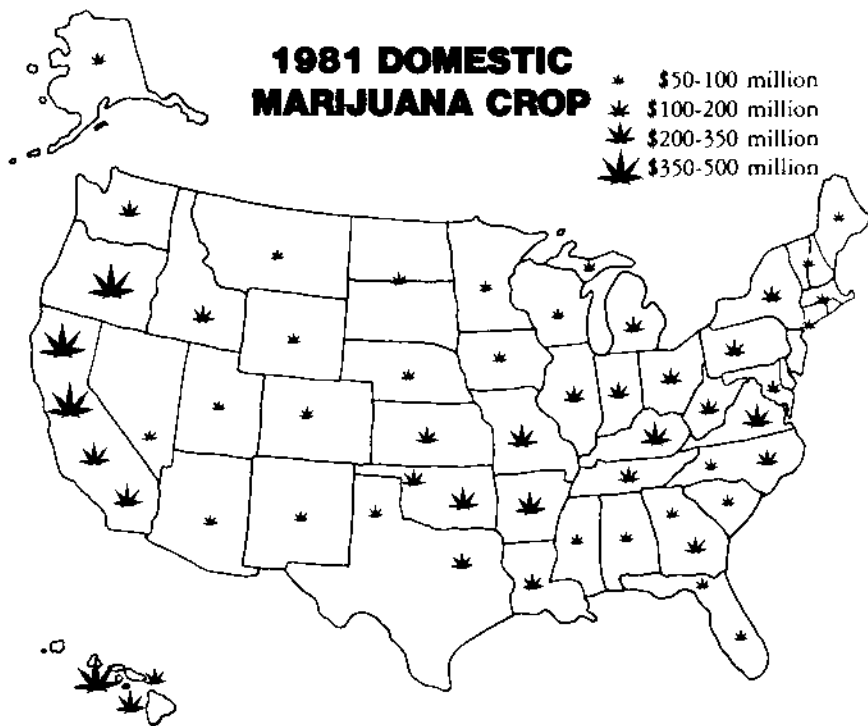 1981 DOMESTIC
MARIJUANA CROP
$50-100 million
$100-200 million
$200-350 million
$350-500 million